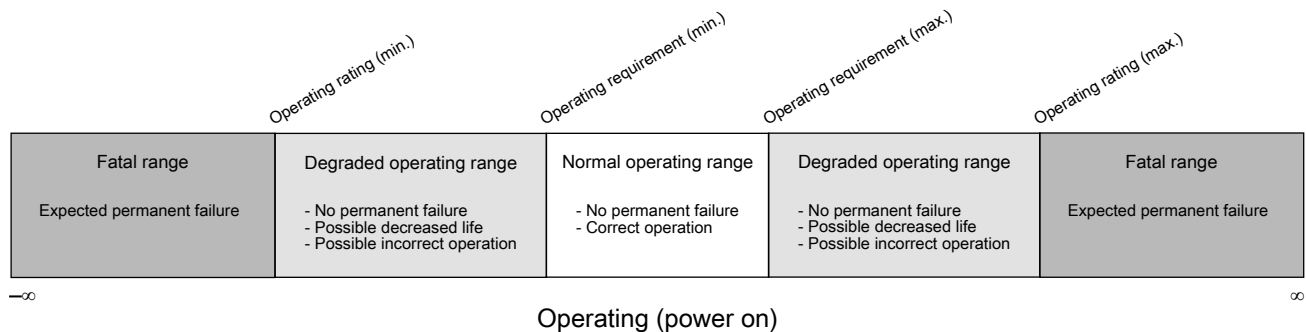 Operating rating (min.)
Operating requirement (min.)
Operating requirement (max.)
Operating rating (max.)
Fatal range
Expected permanent failure
Degraded operating range
- No permanent failure
- Possible decreased life
- Possible incorrect operation
Normal operating range
- No permanent failure
- Correct operation
Degraded operating range
- No permanent failure
- Possible decreased life
- Possible incorrect operation
Fatal range
Expected permanent failure
–∞
∞
Operating (power on)